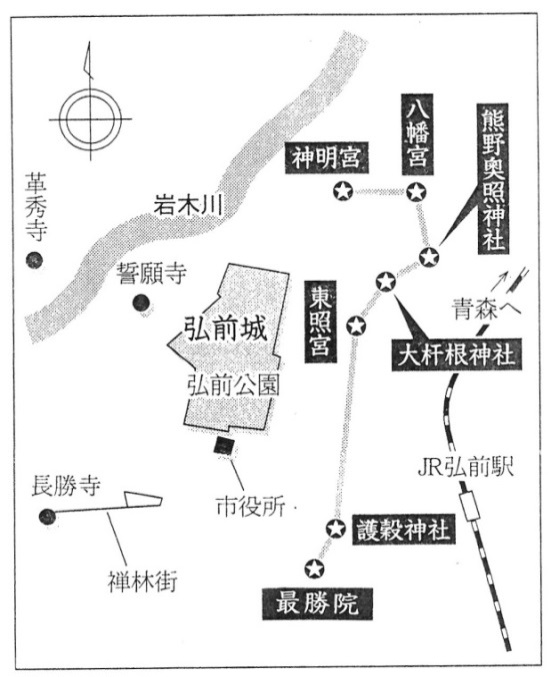 八幡宮
熊野奥照神社
神明宮
革秀寺
岩木川
誓願寺
東照宮
青森へ
弘前城
大杵根神社
弘前公園
JR弘前駅
長勝寺
市役所
護穀神社
禅林街
最勝院